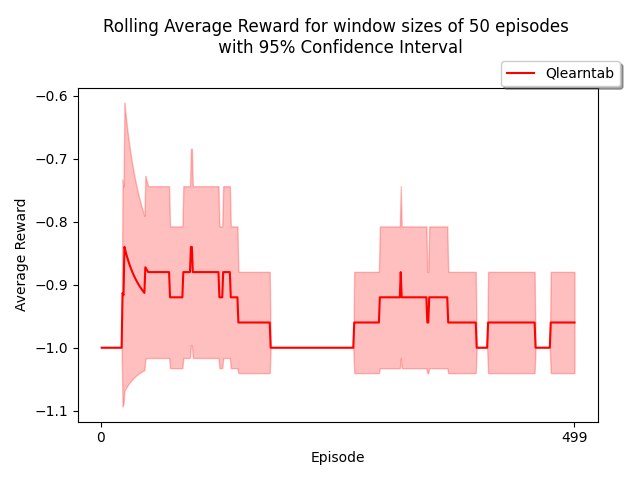 Rolling Average Reward for window sizes of 50 episodes
with 95% Confidence Interval
Qlearntab
−0.6
−0.7
−0.8
−0.9
−1.0
−1.1
Average Reward
0
499
Episode